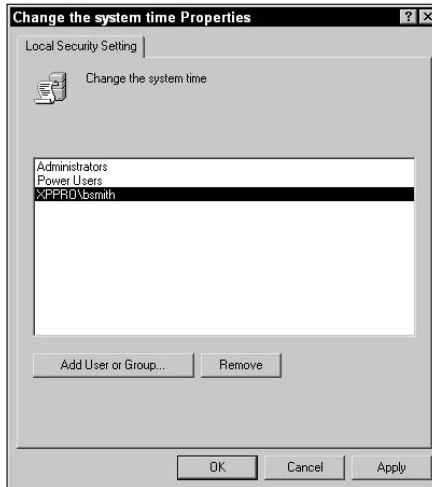 Change the system time Properties
Local Security Setting
Change the system time
Administrators
Power Users
XPPRO\bsmith
Add User or Group...
Remove
OK
Cancel
Apply